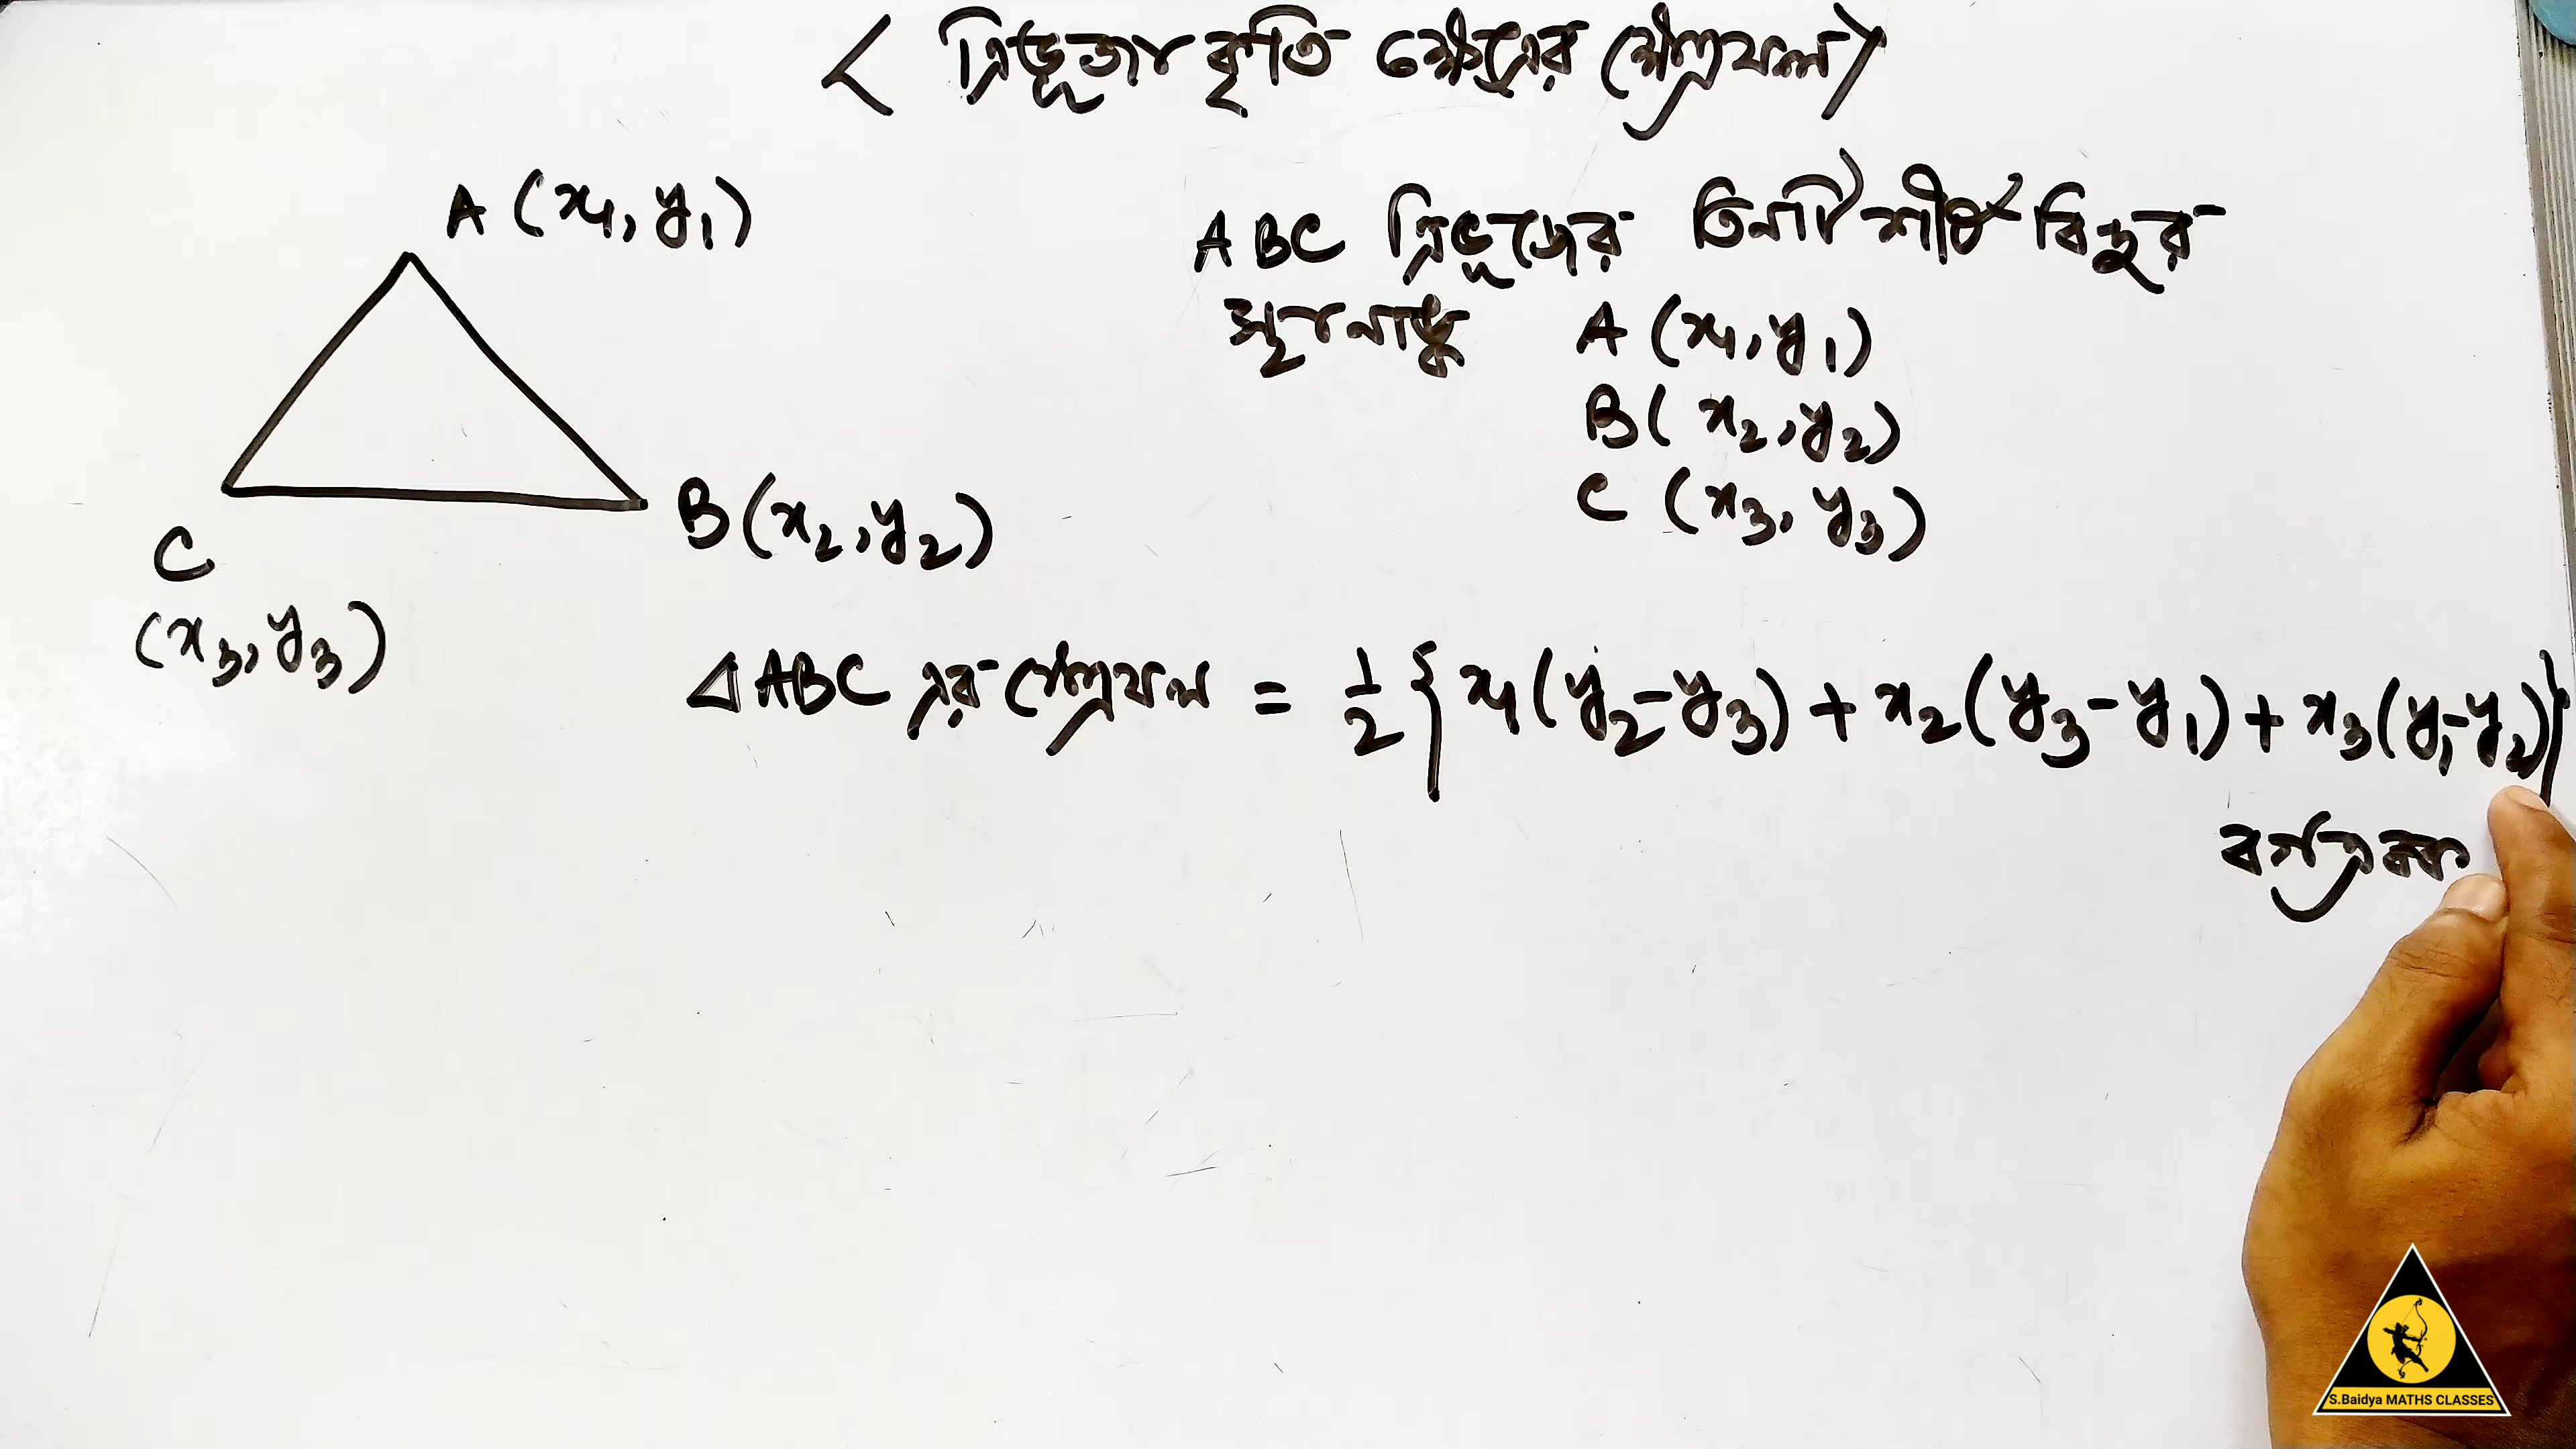 < ত্রিভূজাকৃতি ক্ষেত্রের ক্ষেত্রফল >
A (x₁, y₁)
B (x₂, y₂)
C
(x₃, y₃)
ABC ত্রিভূজের তিনটি শীর্ষ বিন্দুর
স্থানাঙ্ক A (x₁, y₁)
B (x₂, y₂)
C (x₃, y₃)
△ABC এর ক্ষেত্রফল = 1/2 {x₁(y₂-y₃) + x₂(y₃-y₁) + x₃(y₁-y₂)}
বর্গএকক
S.Baidya MATHS CLASSES